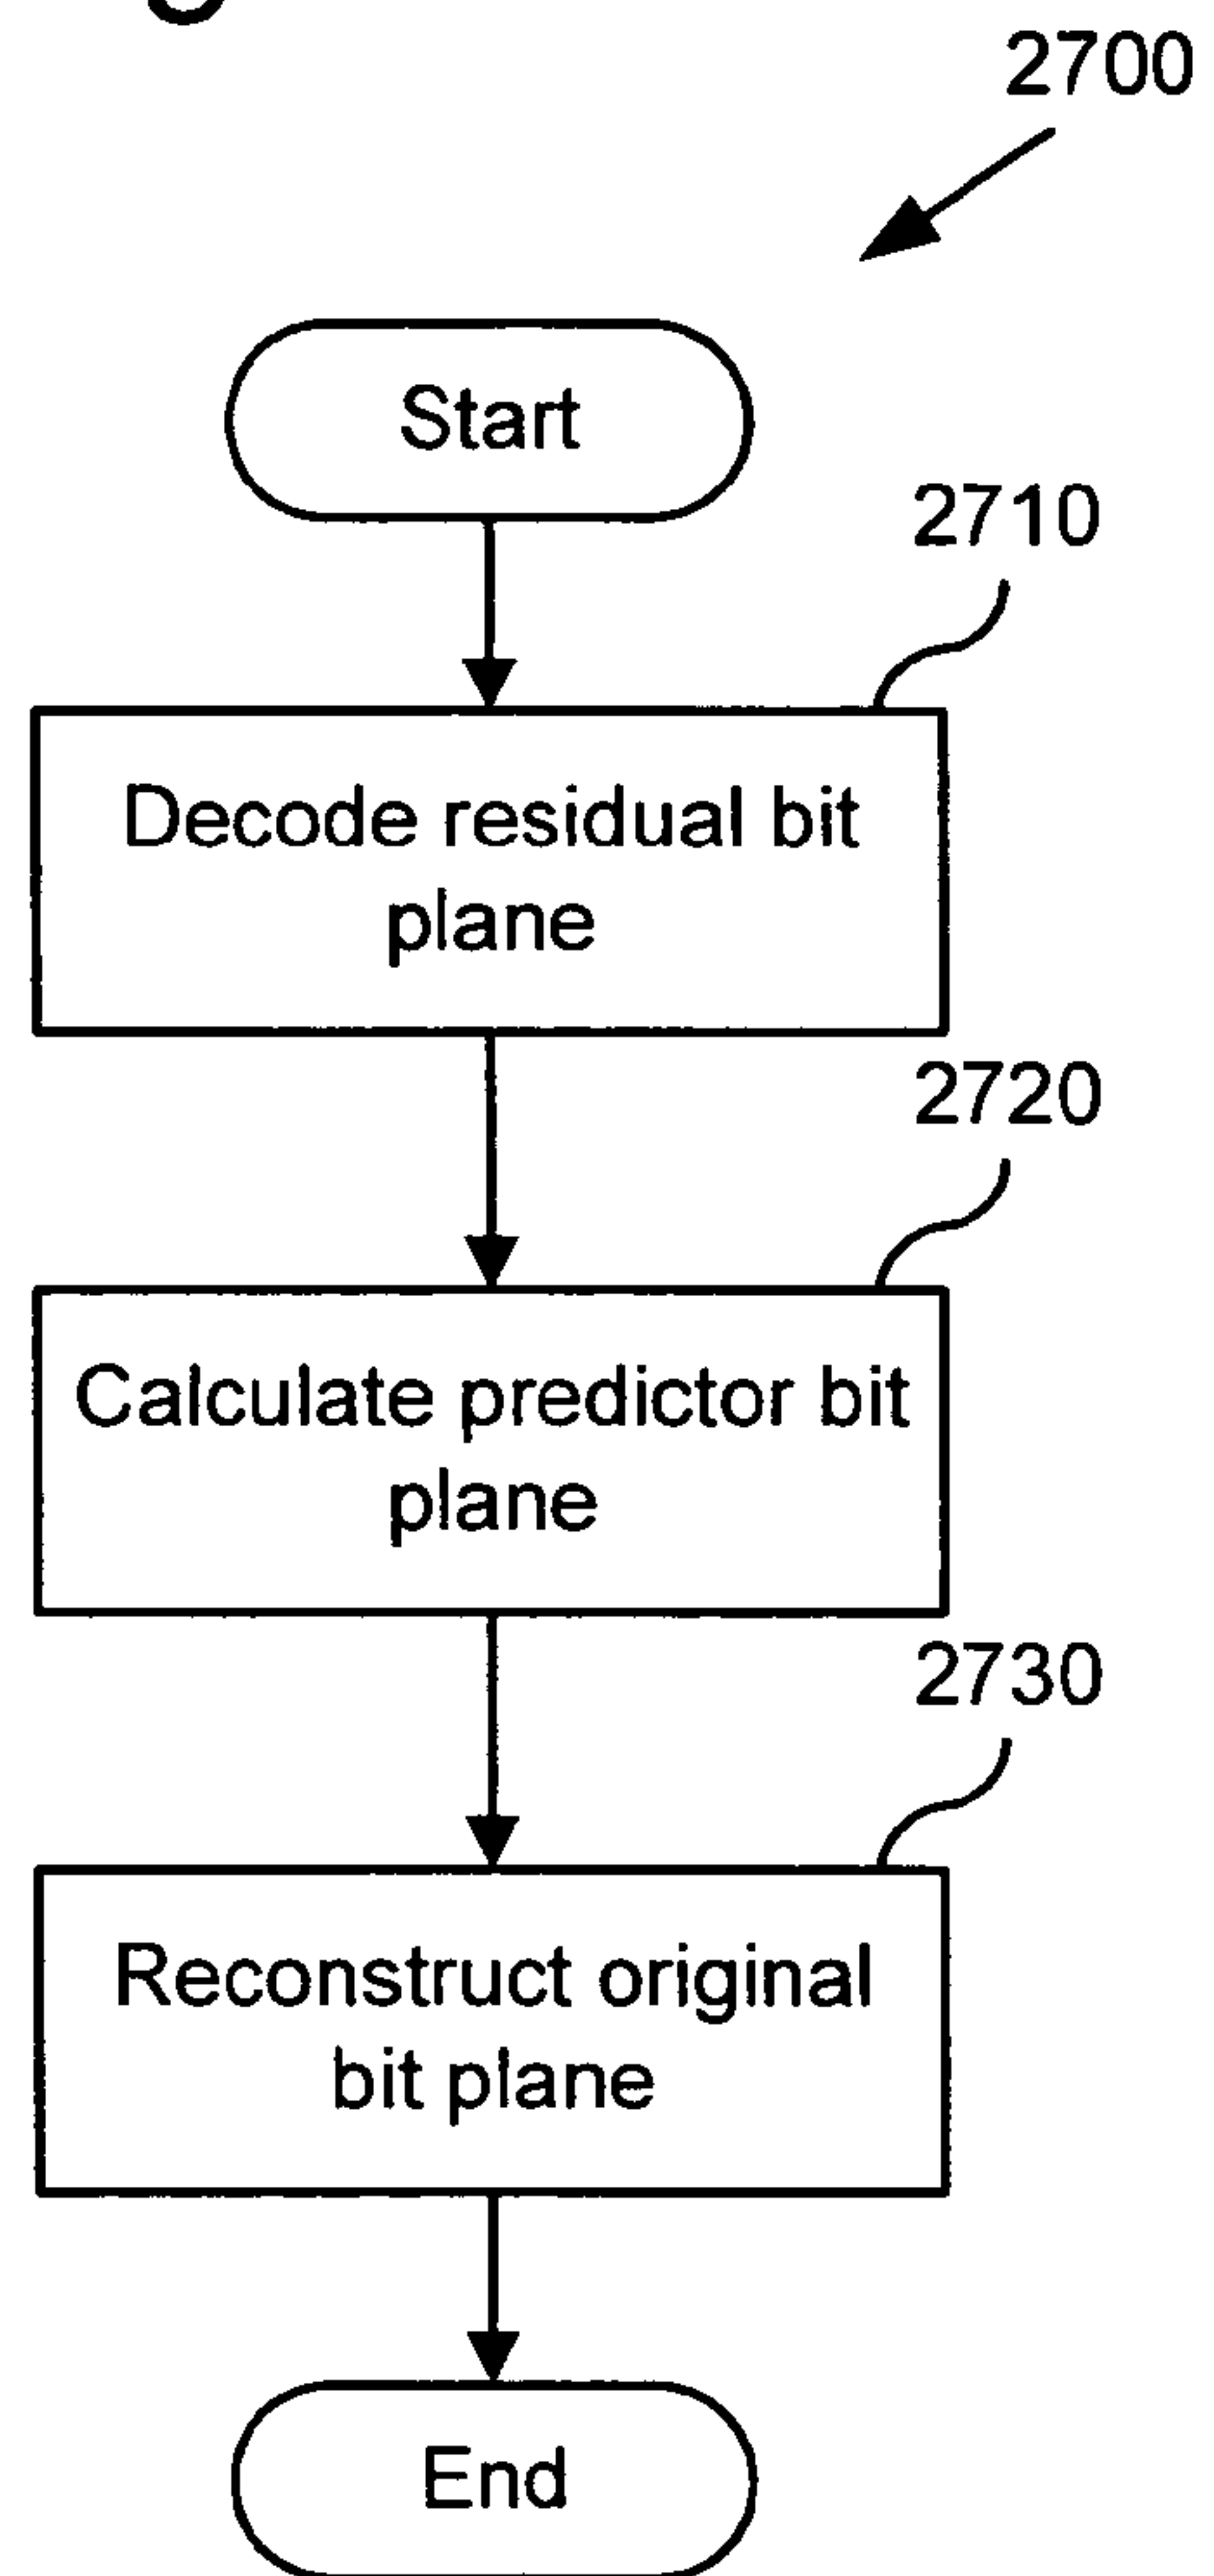 2700
Start
2710
Decode residual bit
plane
2720
Calculate predictor bit
plane
2730
Reconstruct original
bit plane
End